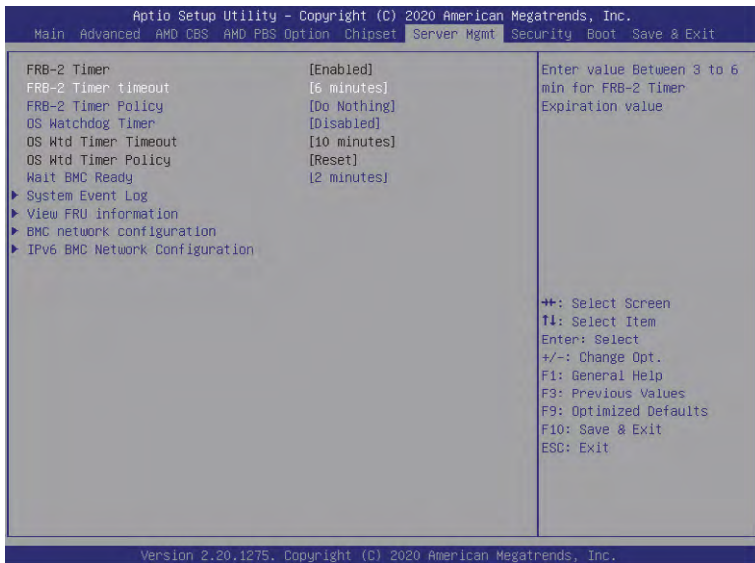 Aptio Setup Utility – Copyright (C) 2020 American Megatrends, Inc.
Main Advanced AMD CBS AMD PBS Option Chipset Server Mgmt Security Boot Save & Exit
FRB-2 Timer [Enabled]
FRB-2 Timer timeout [6 minutes]
FRB-2 Timer Policy [Do Nothing]
OS Watchdog Timer [Disabled]
OS Wtd Timer Timeout [10 minutes]
OS Wtd Timer Policy [Reset]
Wait BMC Ready [2 minutes]
System Event Log
View FRU information
BMC network configuration
IPv6 BMC Network Configuration
Enter value Between 3 to 6
min for FRB-2 Timer
Expiration value
→←: Select Screen
↑↓: Select Item
Enter: Select
+/-: Change Opt.
F1: General Help
F3: Previous Values
F9: Optimized Defaults
F10: Save & Exit
ESC: Exit
Version 2.20.1275. Copyright (C) 2020 American Megatrends, Inc.